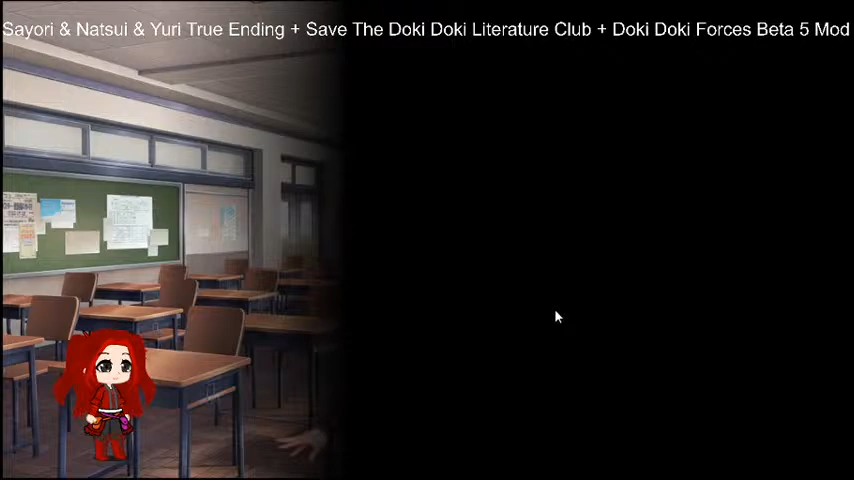 Sayori & Natsui & Yuri True Ending + Save The Doki Doki Literature Club + Doki Doki Forces Beta 5 Mod